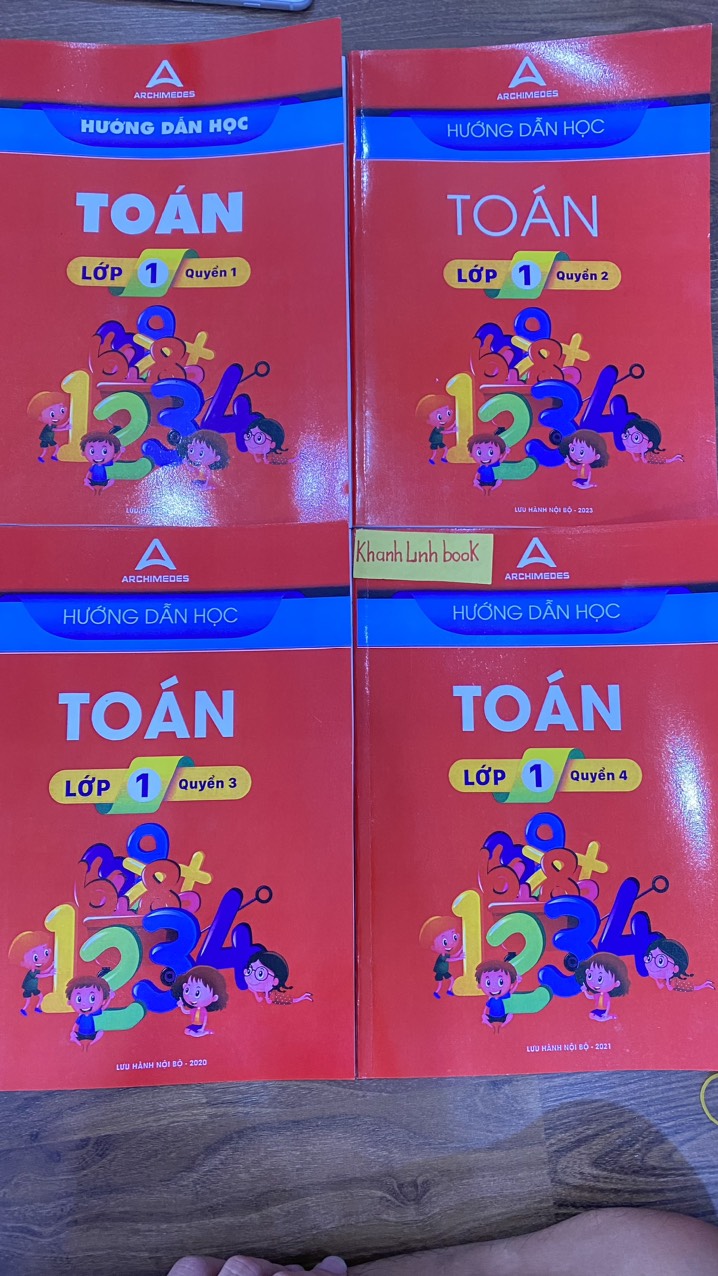 ARCHIMEDES
HƯỚNG DẪN HỌC
TOÁN
LỚP 1 Quyển 1
LƯU HÀNH
ARCHIMEDES
HƯỚNG DẪN HỌC
TOÁN
LỚP 1 Quyển 2
LƯU HÀNH NỘI BỘ - 2023
ARCHIMEDES
HƯỚNG DẪN HỌC
TOÁN
LỚP 1 Quyển 3
LƯU HÀNH NỘI BỘ - 2020
Khanh Linh book
ARCHIMEDES
HƯỚNG DẪN HỌC
TOÁN
LỚP 1 Quyển 4
LƯU HÀNH NỘI BỘ - 2021